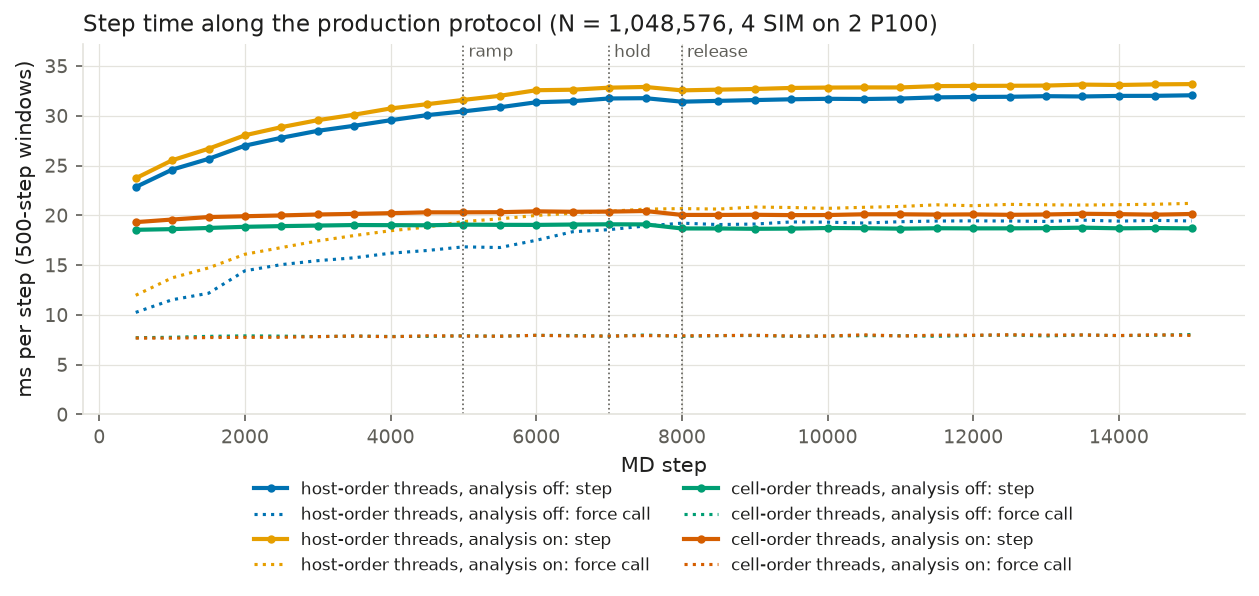 Step time along the production protocol (N = 1,048,576, 4 SIM on 2 P100)
ramp
hold
release
ms per step (500-step windows)
35
30
25
20
15
10
5
0
0
2000
4000
6000
8000
10000
12000
14000
MD step
host-order threads, analysis off: step
host-order threads, analysis off: force call
host-order threads, analysis on: step
host-order threads, analysis on: force call
cell-order threads, analysis off: step
cell-order threads, analysis off: force call
cell-order threads, analysis on: step
cell-order threads, analysis on: force call